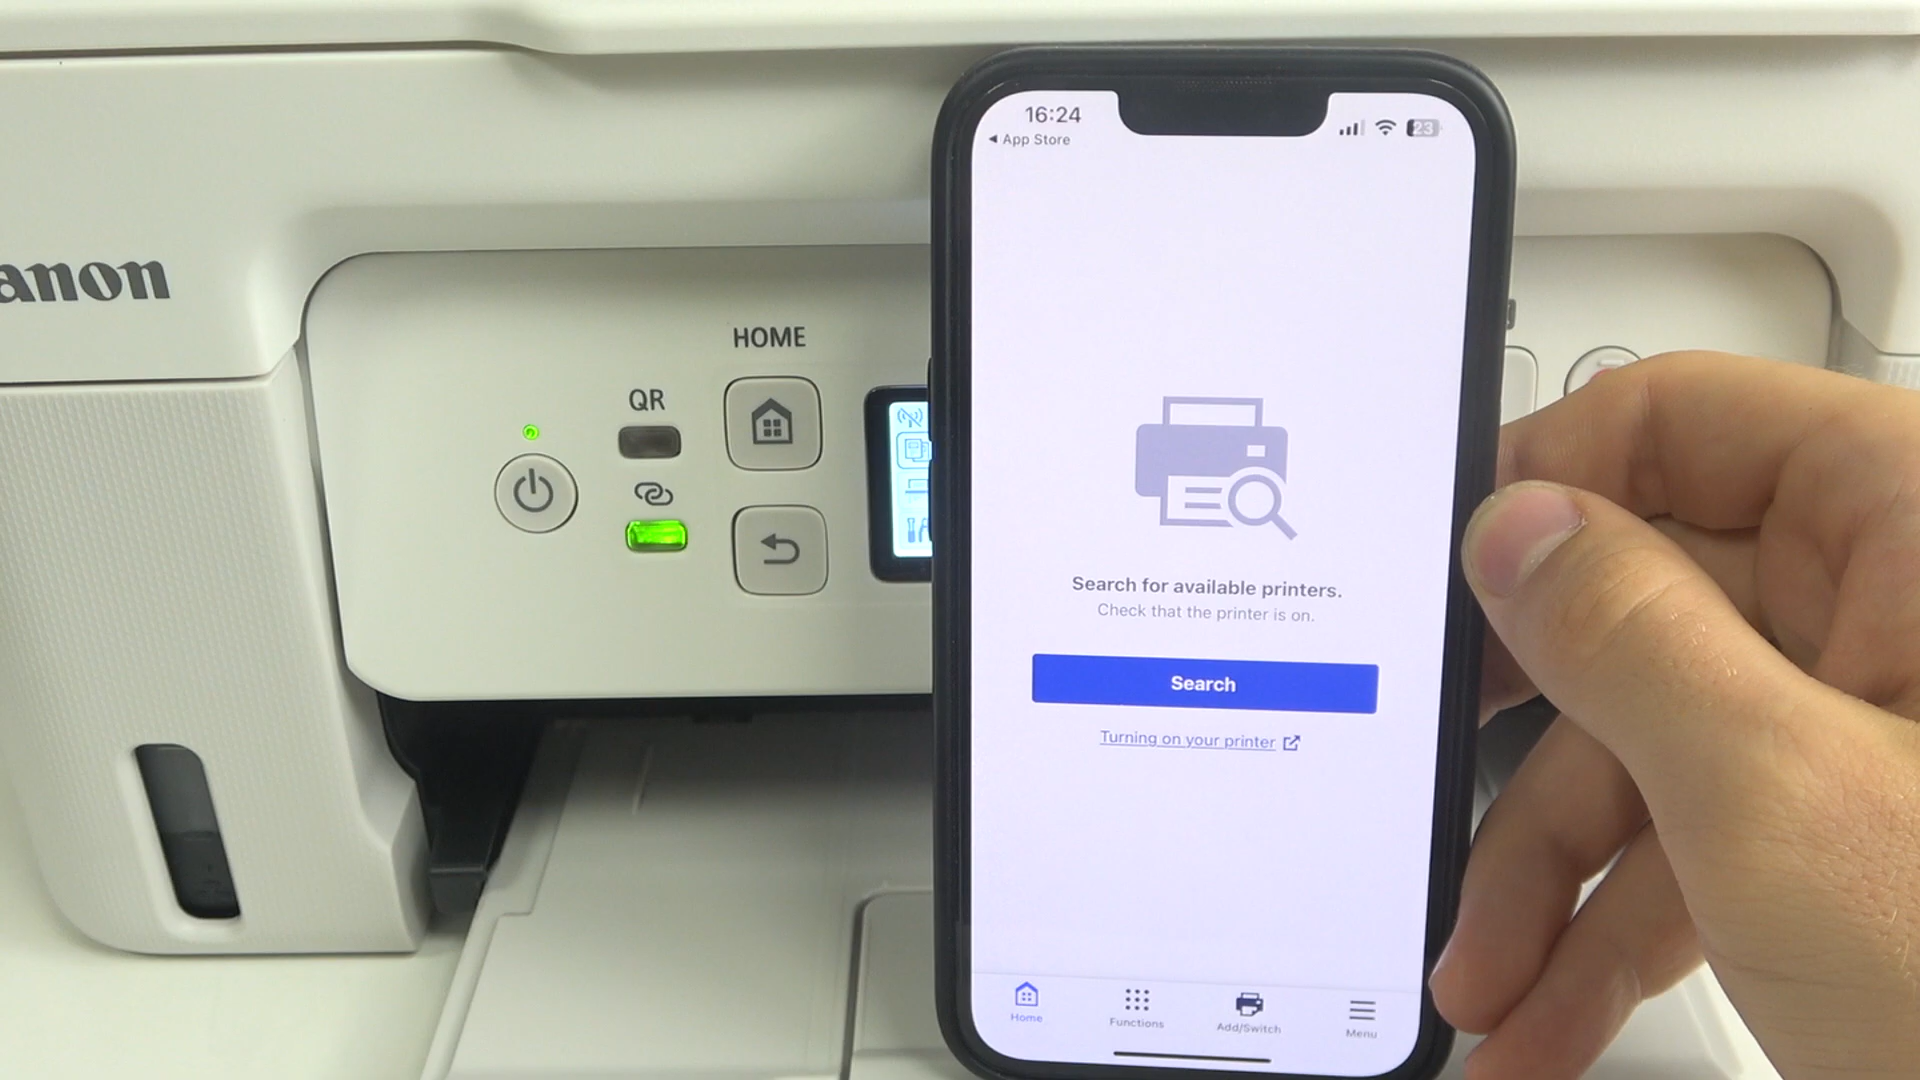 anon
HOME
QR
16:24
23
App Store
Search for available printers.
Check that the printer is on.
Search
Turning on your printer
Home
Functions
Add/Switch
Menu